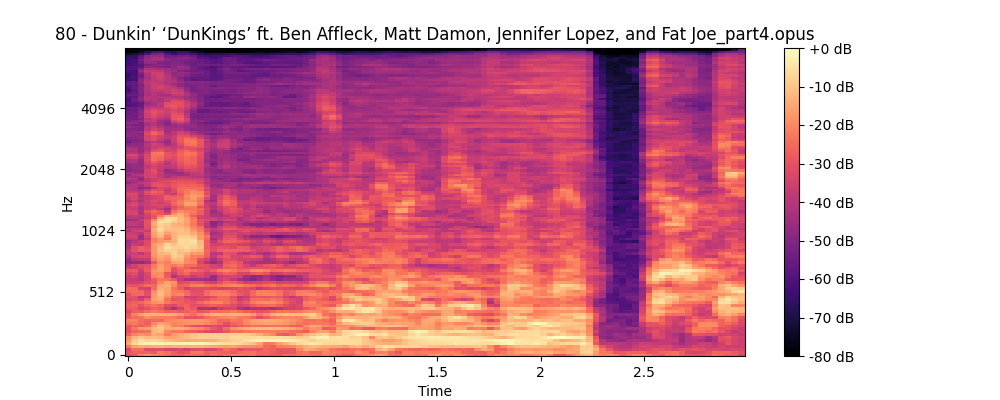 80 - Dunkin’ ‘DunKings’ ft. Ben Affleck, Matt Damon, Jennifer Lopez, and Fat Joe_part4.opus
+0 dB
4096
-10 dB
-20 dB
2048
-30 dB
Hz
-40 dB
1024
-50 dB
512
-60 dB
-70 dB
0
-80 dB
0 0.5 1 1.5 2 2.5
Time